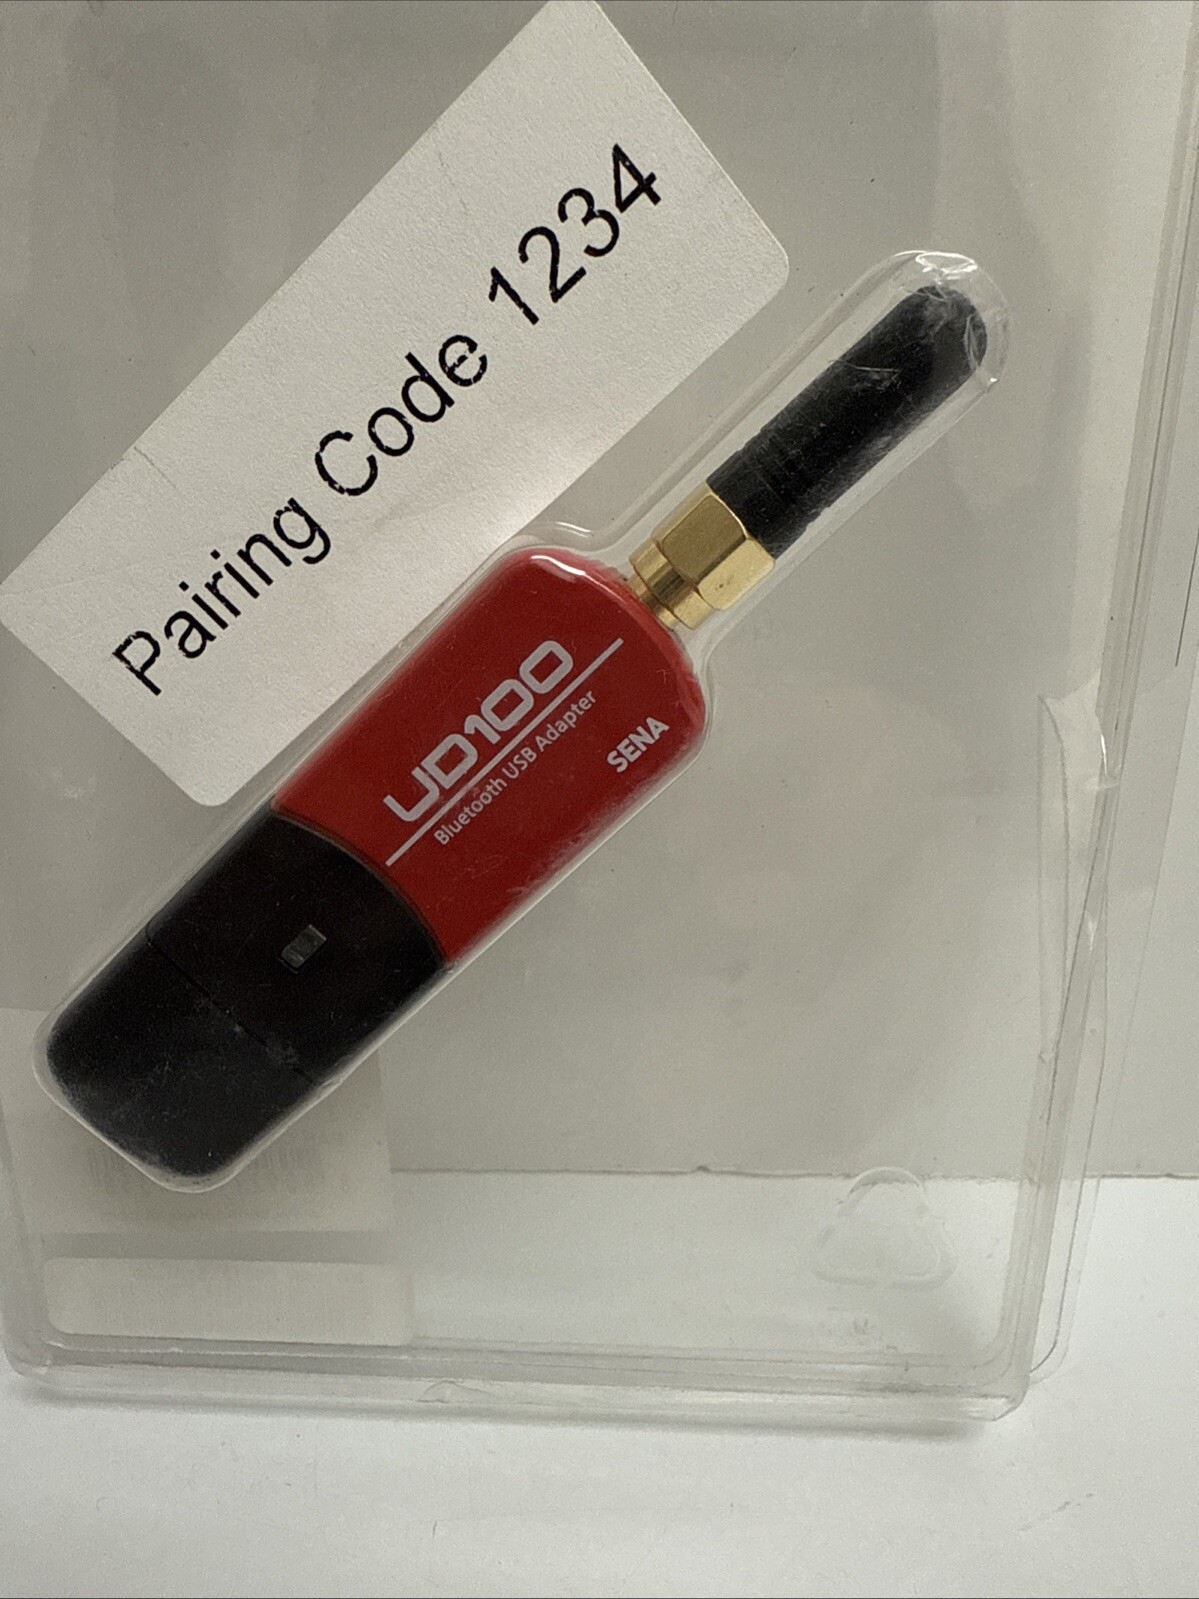 Pairing Code 1234
UD100
Bluetooth USB Adapter
SENA